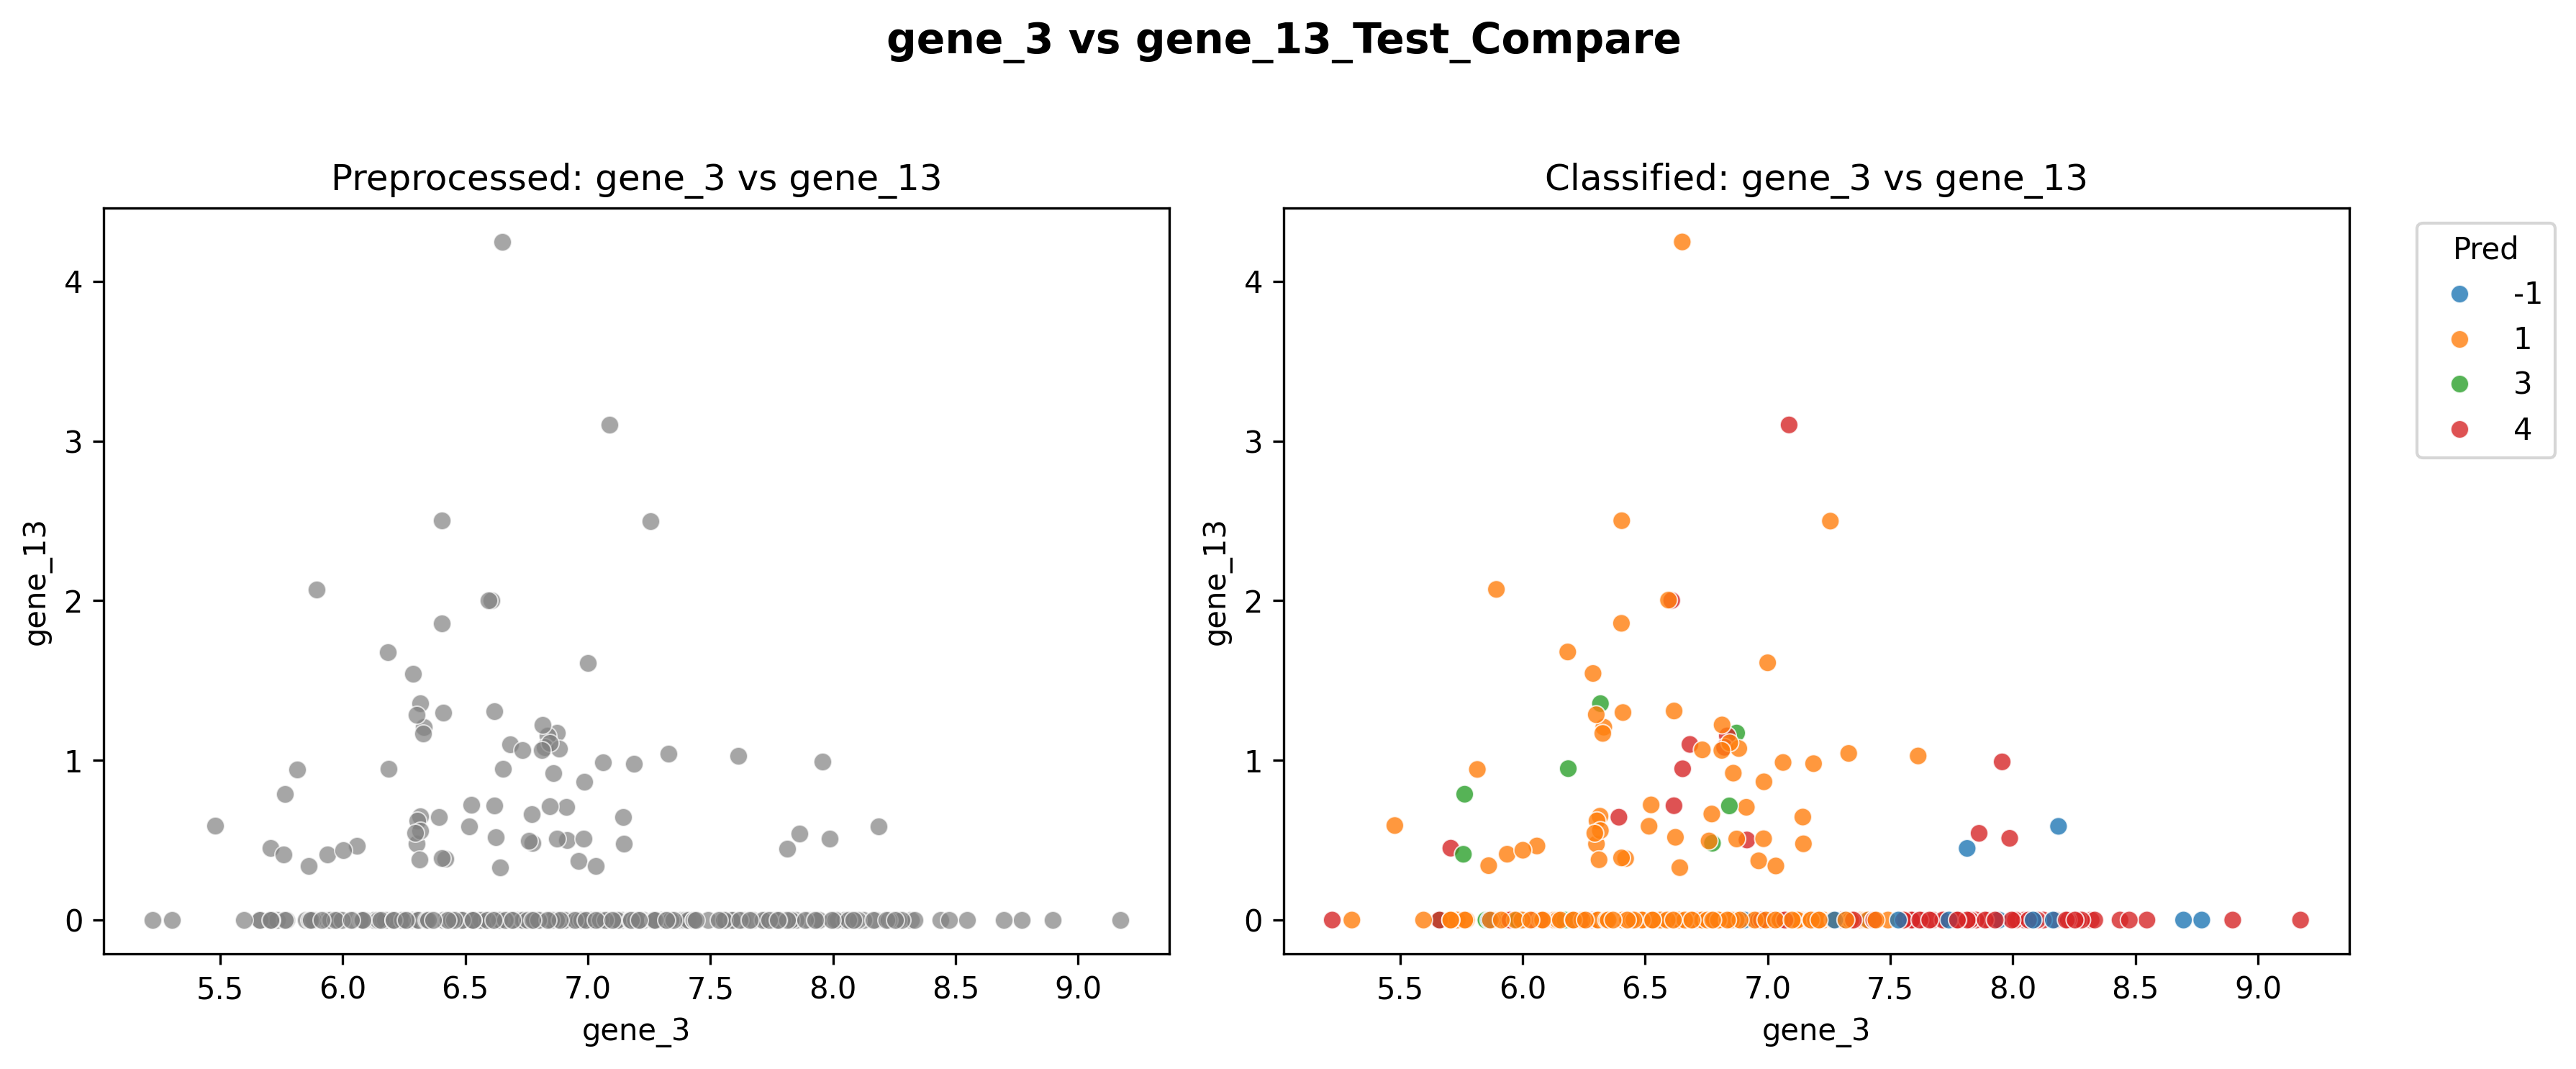 gene_3 vs gene_13_Test_Compare
Preprocessed: gene_3 vs gene_13
4
3
2
1
0
gene_13
5.5 6.0 6.5 7.0 7.5 8.0 8.5 9.0
gene_3
Classified: gene_3 vs gene_13
4
3
2
1
0
gene_13
5.5 6.0 6.5 7.0 7.5 8.0 8.5 9.0
gene_3
Pred
-1
1
3
4